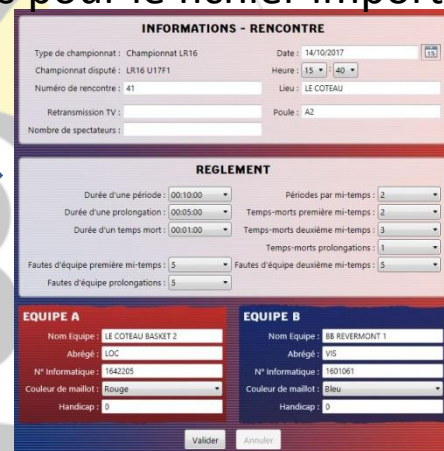 pour le fichier import
INFORMATIONS - RENCONTRE
Type de championnat : Championnat LR16 Date : 14/10/2017 15
Championnat disputé : LR16 U17F1 Heure : 15 : 40
Numéro de rencontre : 41 Lieu : LE COTEAU
Retransmission TV : Poule : A2
Nombre de spectateurs :
REGLEMENT
Durée d'une période : 00:10:00 Périodes par mi-temps : 2
Durée d'une prolongation : 00:05:00 Temps-morts première mi-temps : 2
Durée d'un temps mort : 00:01:00 Temps-morts deuxième mi-temps : 3
Temps-morts prolongations : 1
Fautes d'équipe première mi-temps : 5 Fautes d'équipe deuxième mi-temps : 5
Fautes d'équipe prolongations : 5
EQUIPE A EQUIPE B
Nom Equipe : LE COTEAU BASKET 2 Nom Equipe : BB REVERMONT 1
Abrégé : LOC Abrégé : VIS
N° Informatique : 1642205 N° Informatique : 1601061
Couleur de maillot : Rouge Couleur de maillot : Bleu
Handicap : 0 Handicap : 0
Valider Annuler